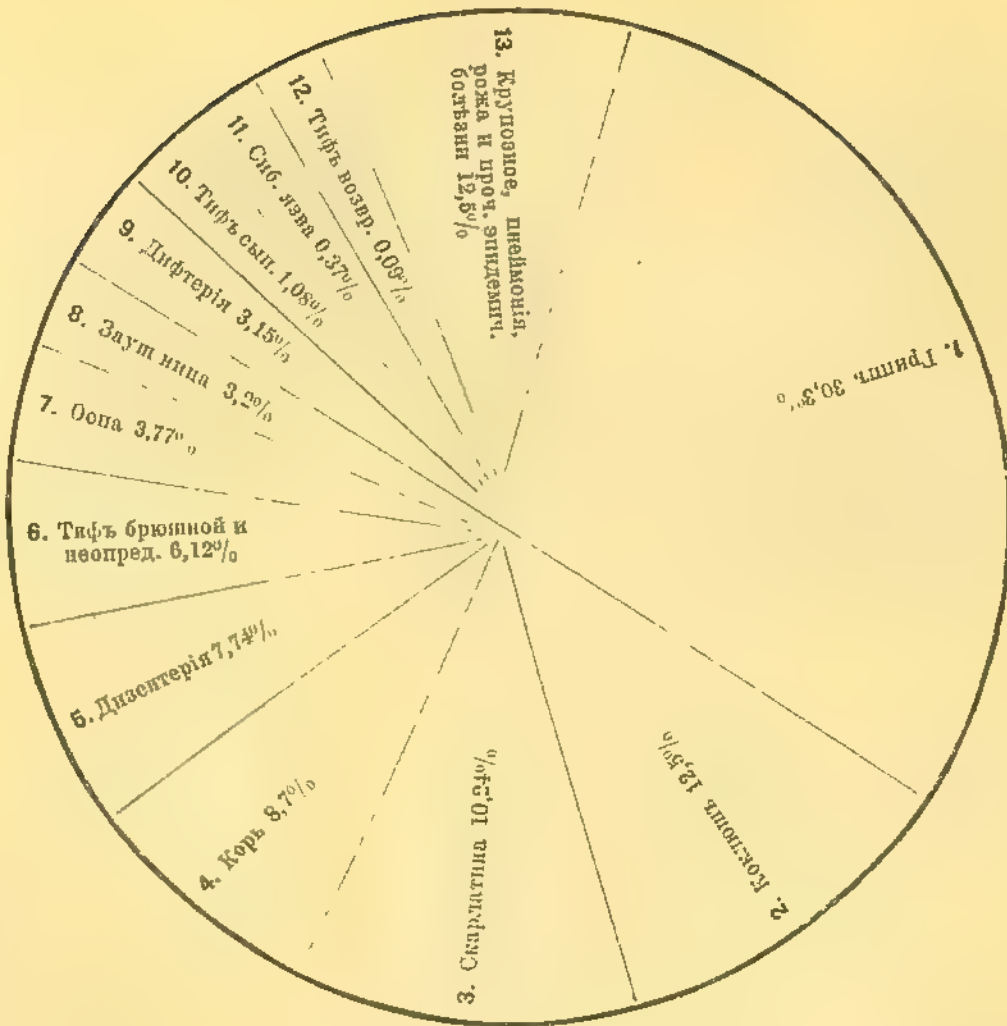 1. Гриппъ 30,3%
2. Коклюшъ 12,5%
3. Скарлатина 10,54%
4. Корь 8,7%
5. Дизентерія 7,74%
6. Тифъ брюшной и
неопред. 6,12%
7. Оспа 3,77%
8. Заушница 3,2%
9. Дифтерія 3,15%
10. Тифъ сып. 1,08%
11. Сиб. язва 0,37%
12. Тифъ возвр. 0,09%
13. Крупозное, пнеймонія,
рожа и проч. эпидемич.
болѣзни 12,5%